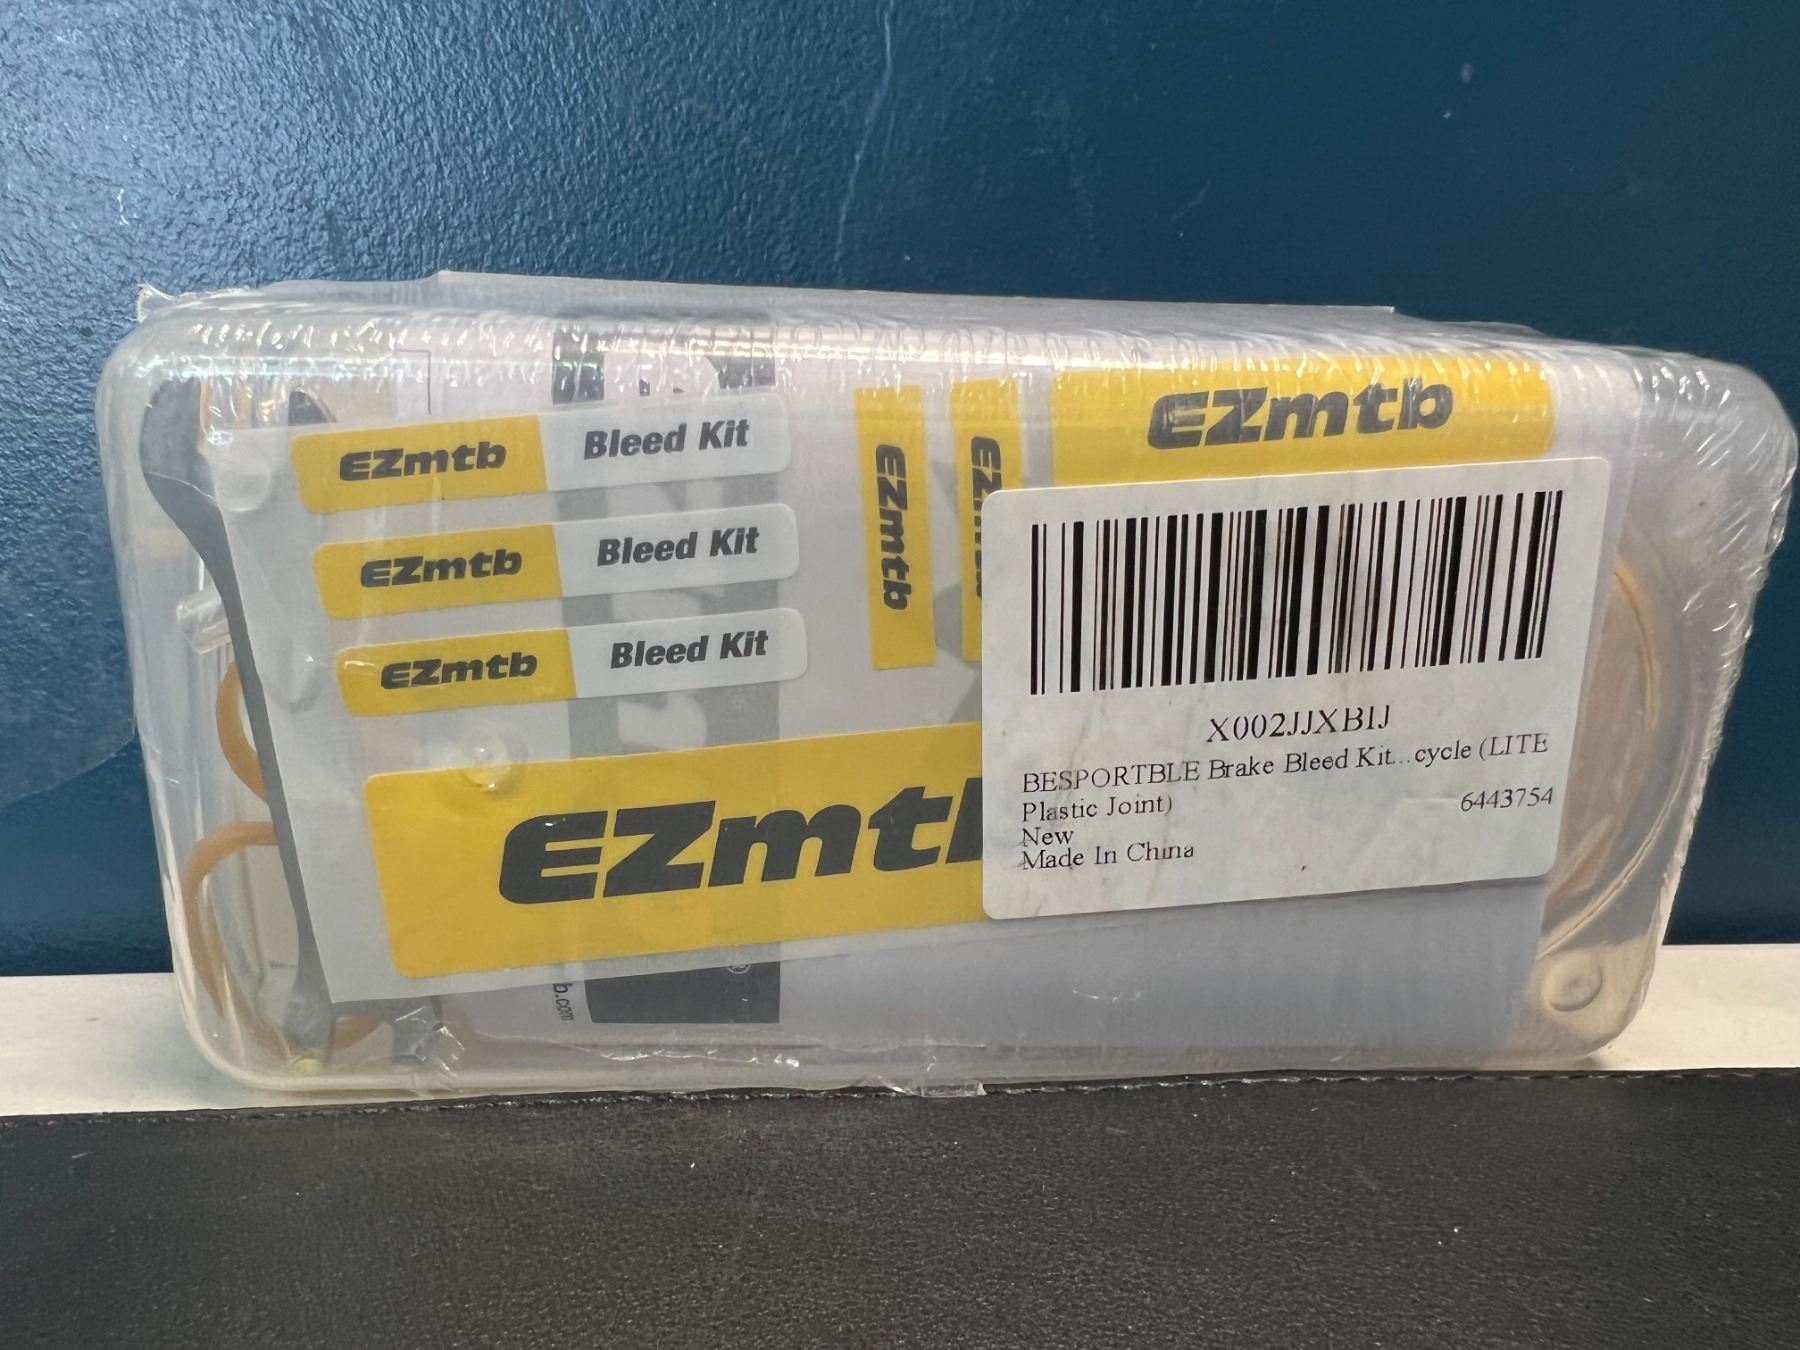 EZmtb Bleed Kit
EZmtb Bleed Kit
EZmtb Bleed Kit
EZmtb
EZmtb
EZmtb
X002JJXBIJ
BESPORTBLE Brake Bleed Kit...cycle (LITE
Plastic Joint)
6443754
New
Made In China
b.com